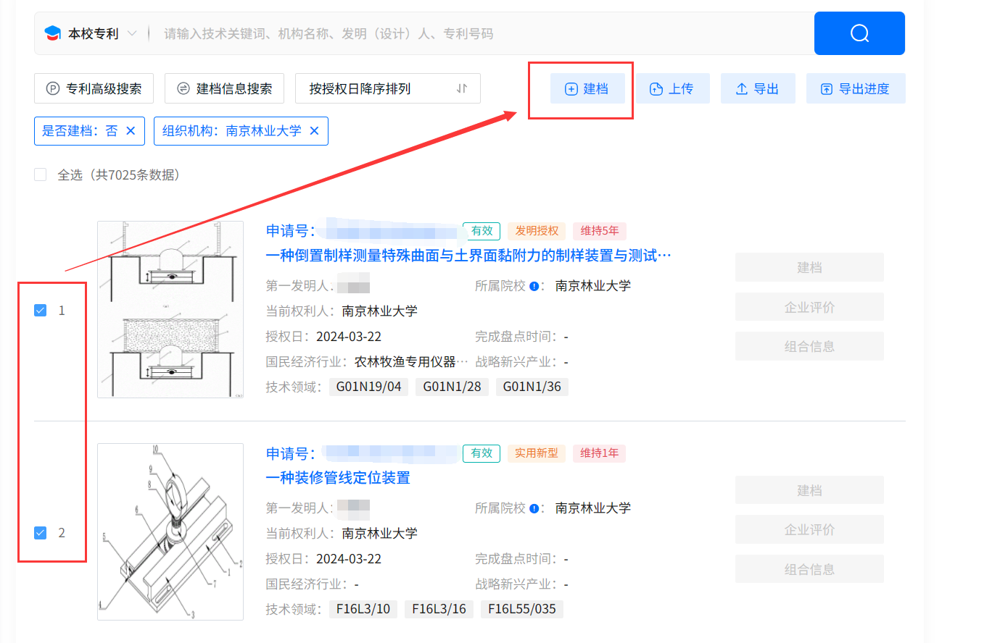 本校专利 请输入技术关键词、机构名称、发明（设计）人、专利号码
专利高级搜索 建档信息搜索 按授权日降序排列 建档 上传 导出 导出进度
是否建档：否 组织机构：南京林业大学
全选（共7025条数据）
申请号： 有效 发明授权 维持5年
一种倒置制样测量特殊曲面与土界面黏附力的制样装置与测试…
建档
第一发明人： 所属院校 ： 南京林业大学
1
当前权利人： 南京林业大学
企业评价
授权日： 2024-03-22 完成盘点时间： -
组合信息
国民经济行业： 农林牧渔专用仪器… 战略新兴产业： -
技术领域： G01N19/04 G01N1/28 G01N1/36
申请号： 有效 实用新型 维持1年
一种装修管线定位装置
建档
第一发明人： 所属院校 ： 南京林业大学
2
当前权利人： 南京林业大学
企业评价
授权日： 2024-03-22 完成盘点时间： -
组合信息
国民经济行业： - 战略新兴产业： -
技术领域： F16L3/10 F16L3/16 F16L55/035
10
9
8
6
5
2
1
7
4
3